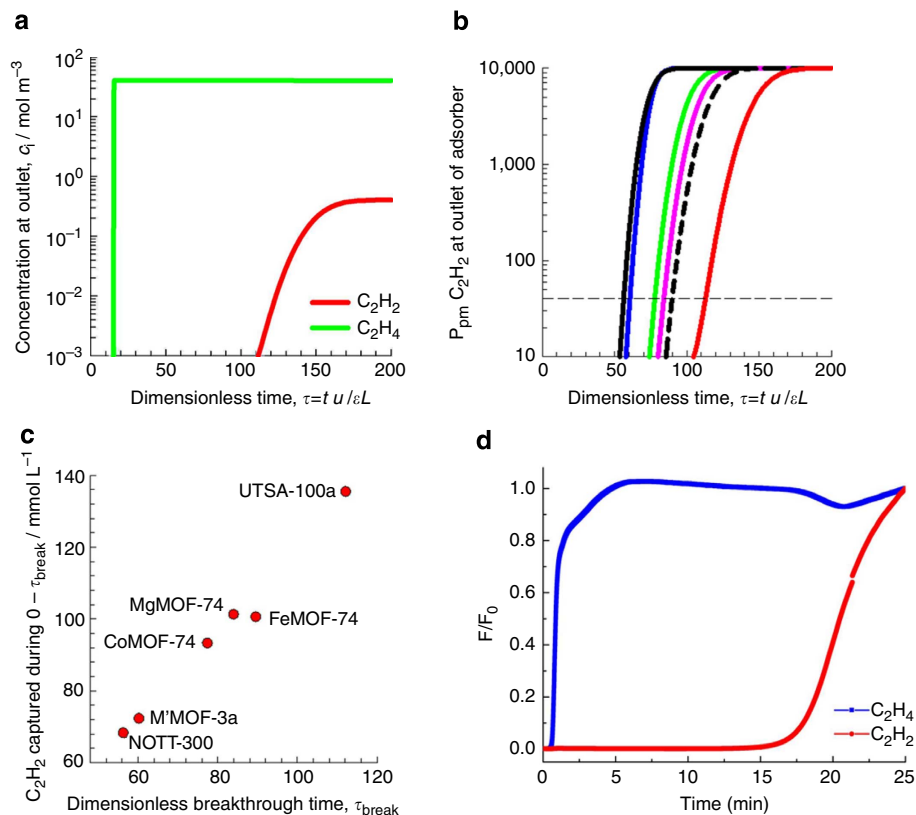 a
Concentration at outlet, cᵢ / mol m⁻³
10²
10¹
10⁰
10⁻¹
10⁻²
10⁻³
C₂H₂
C₂H₄
0 50 100 150 200
Dimensionless time, τ=t u /εL
b
Ppm C₂H₂ at outlet of adsorber
10,000
1,000
100
10
0 50 100 150 200
Dimensionless time, τ=t u /εL
c
C₂H₂ captured during 0 – τbreak / mmol L⁻¹
140
120
100
80
60
UTSA-100a
MgMOF-74
FeMOF-74
CoMOF-74
M'MOF-3a
NOTT-300
60 80 100 120
Dimensionless breakthrough time, τbreak
d
F/F₀
1.0
0.8
0.6
0.4
0.2
0.0
C₂H₄
C₂H₂
0 5 10 15 20 25
Time (min)